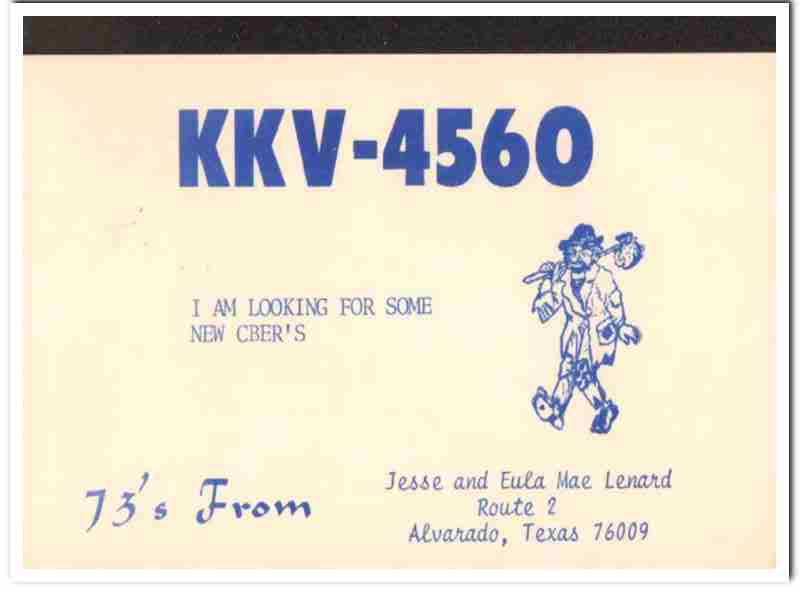 KKV-4560
I AM LOOKING FOR SOME
NEW CBER'S
73's From
Jesse and Eula Mae Lenard
Route 2
Alvarado, Texas 76009